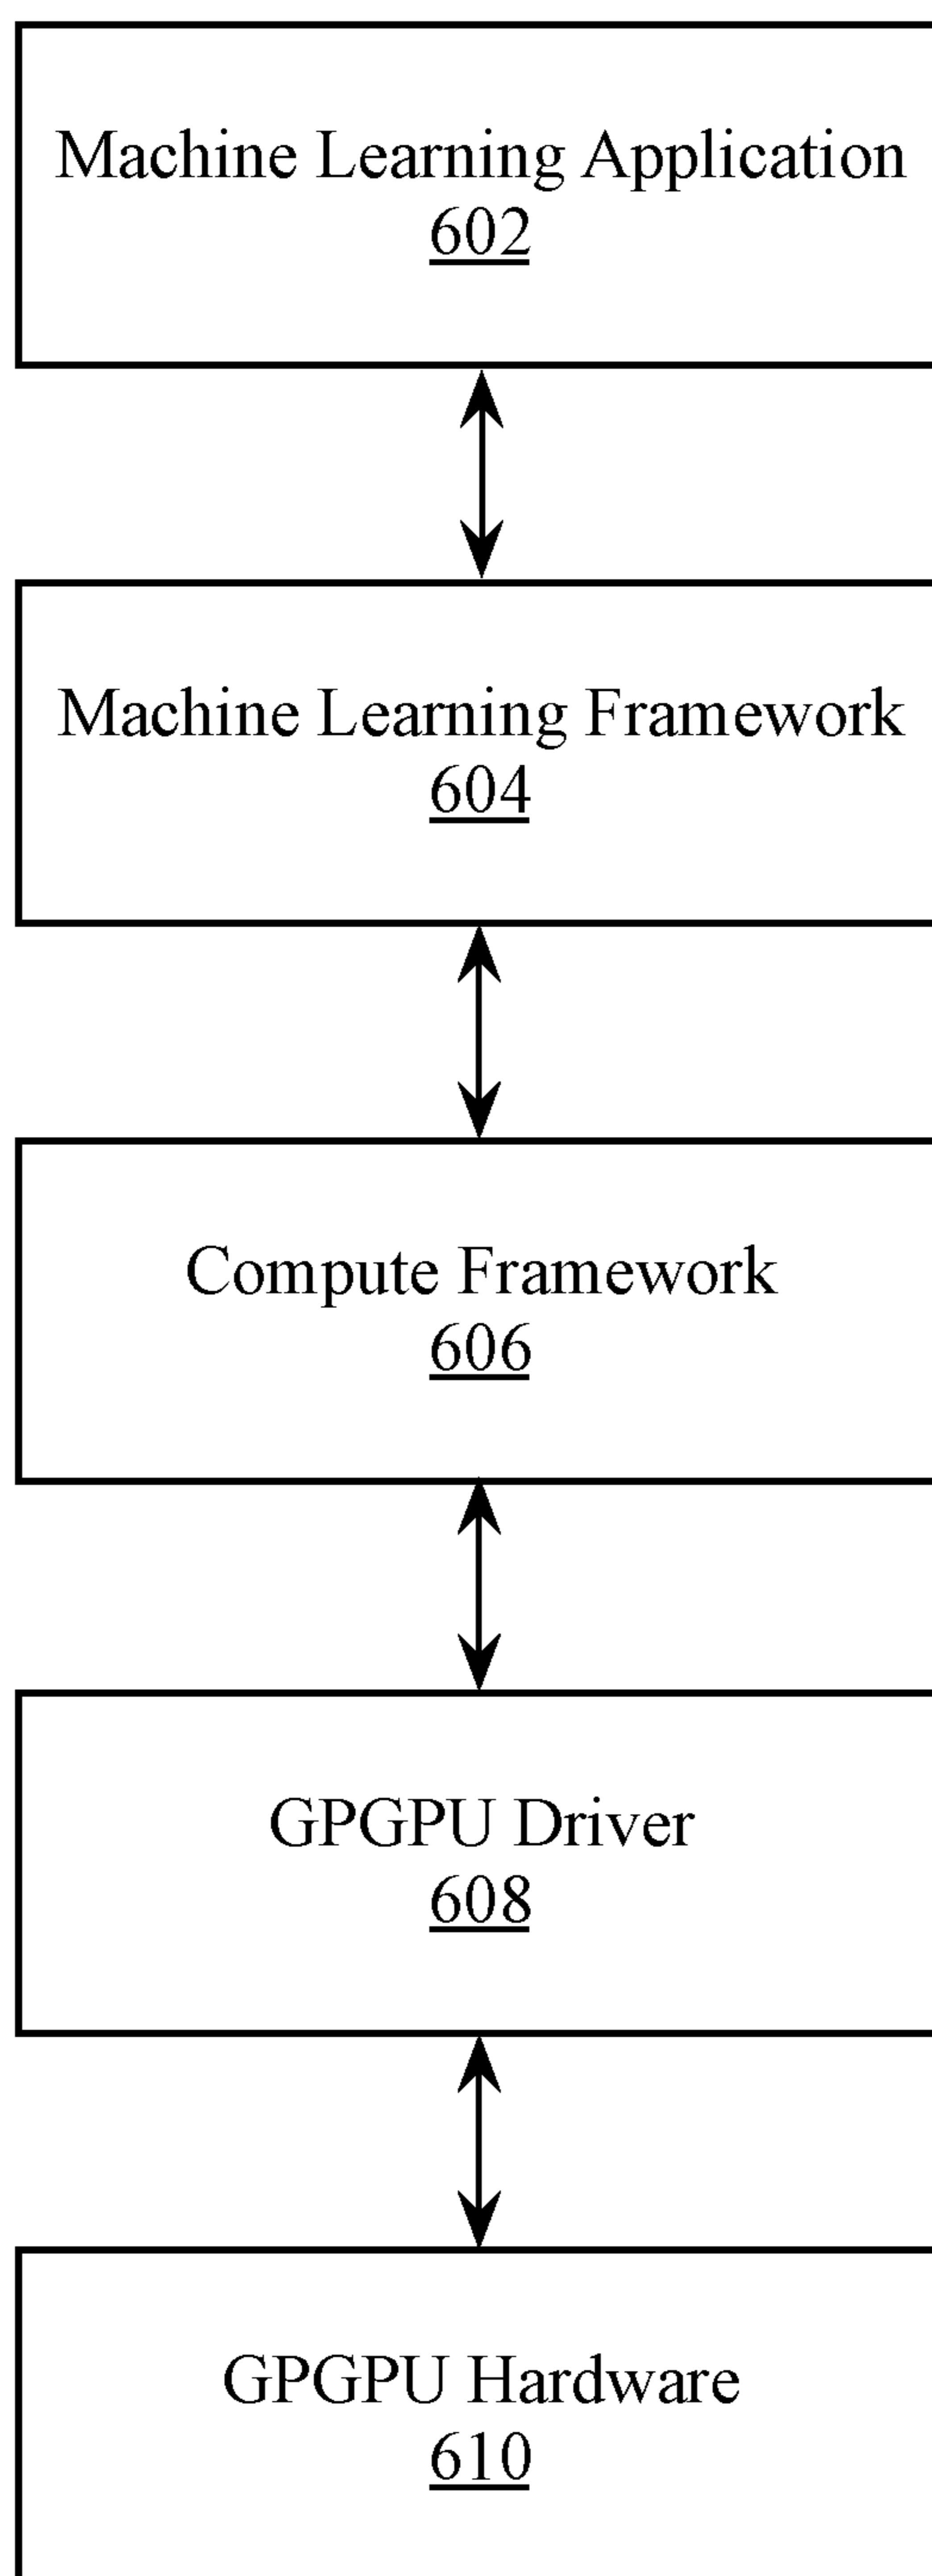 Machine Learning Application
602
Machine Learning Framework
604
Compute Framework
606
GPGPU Driver
608
GPGPU Hardware
610